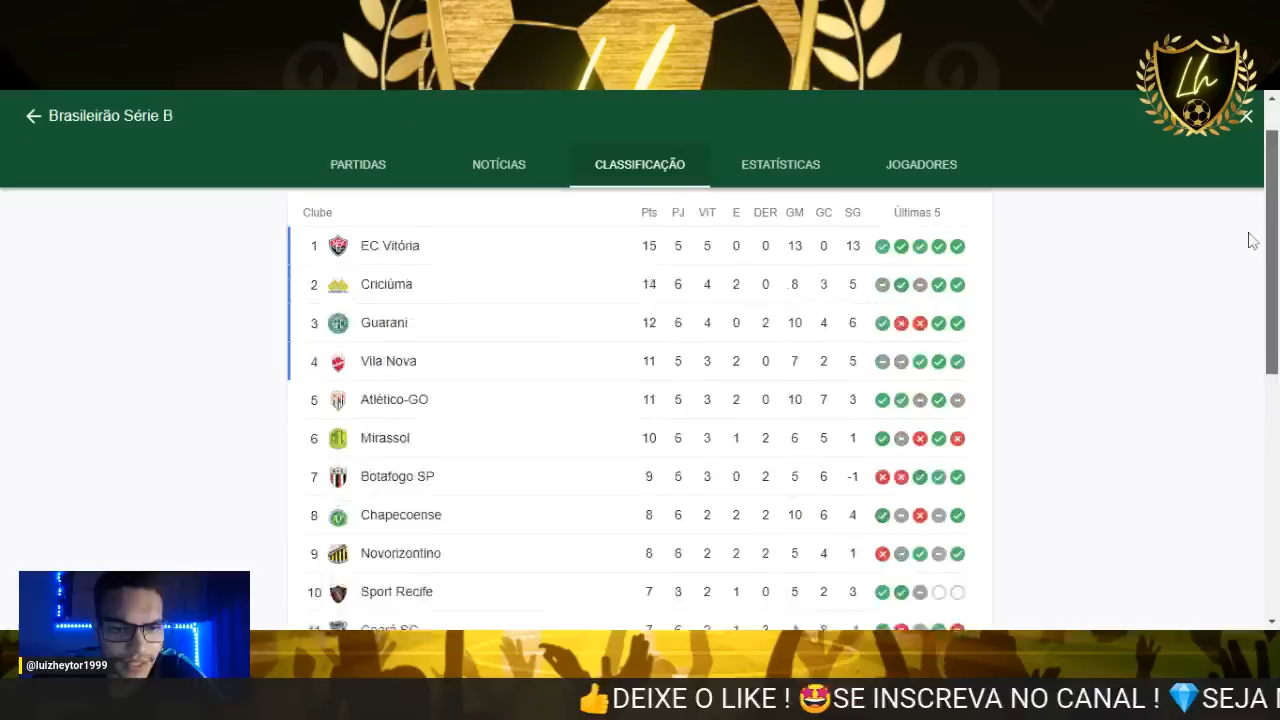 Lh
Brasileirão Série B
PARTIDAS NOTÍCIAS CLASSIFICAÇÃO ESTATÍSTICAS JOGADORES
Clube Pts PJ VIT E DER GM GC SG Últimas 5
1 EC Vitória 15 5 5 0 0 13 0 13
2 Criciúma 14 6 4 2 0 8 3 5
3 Guarani 12 6 4 0 2 10 4 6
4 Vila Nova 11 5 3 2 0 7 2 5
5 Atlético-GO 11 5 3 2 0 10 7 3
6 Mirassol 10 6 3 1 2 6 5 1
7 Botafogo SP 9 5 3 0 2 5 6 -1
8 Chapecoense 8 6 2 2 2 10 6 4
9 Novorizontino 8 6 2 2 2 5 4 1
10 Sport Recife 7 3 2 1 0 5 2 3
Ceará SC
@luizheytor1999
DEIXE O LIKE ! SE INSCREVA NO CANAL ! SEJA